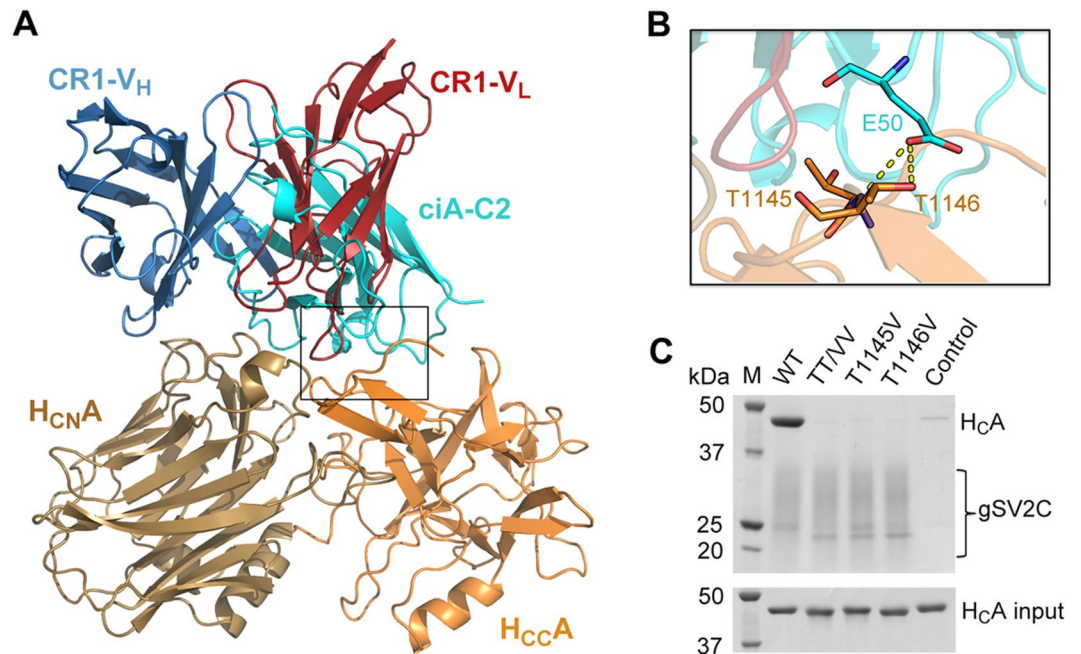 A
CR1-VH
CR1-VL
ciA-C2
HCNA
HCCA
B
E50
T1145
T1146
C
kDa M WT TT/VV T1145V T1146V Control
50
HCA
37
gSV2C
25
20
50
HCA input
37